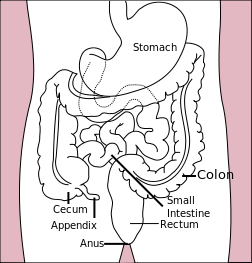 Stomach
Colon
Small
Intestine
Cecum
Appendix
Rectum
Anus